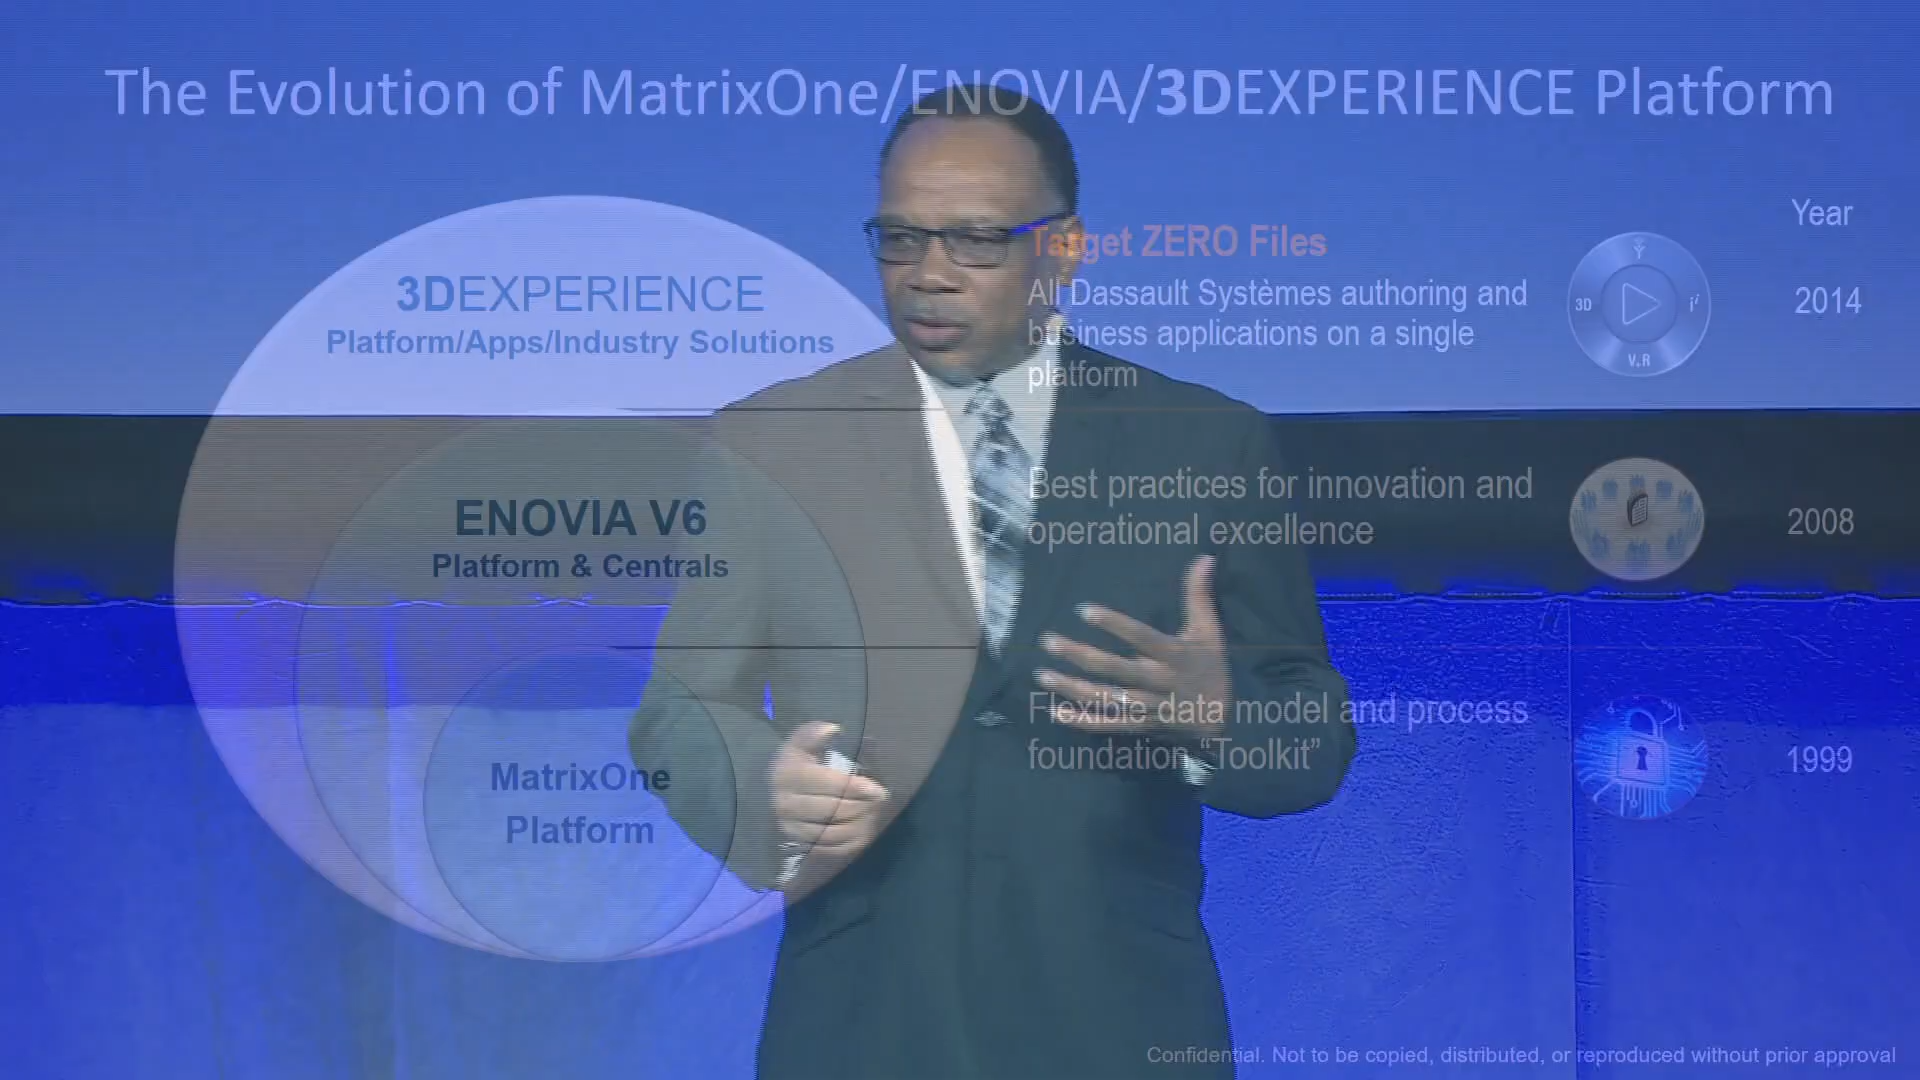 The Evolution of MatrixOne/ENOVIA/3DEXPERIENCE Platform
Year
3DEXPERIENCE
Platform/Apps/Industry Solutions
Target ZERO Files
All Dassault Systèmes authoring and
business applications on a single
platform
3D
i²
V.R
2014
ENOVIA V6
Platform & Centrals
Best practices for innovation and
operational excellence
2008
MatrixOne
Platform
Flexible data model and process
foundation “Toolkit”
1999
Confidential. Not to be copied, distributed, or reproduced without prior approval